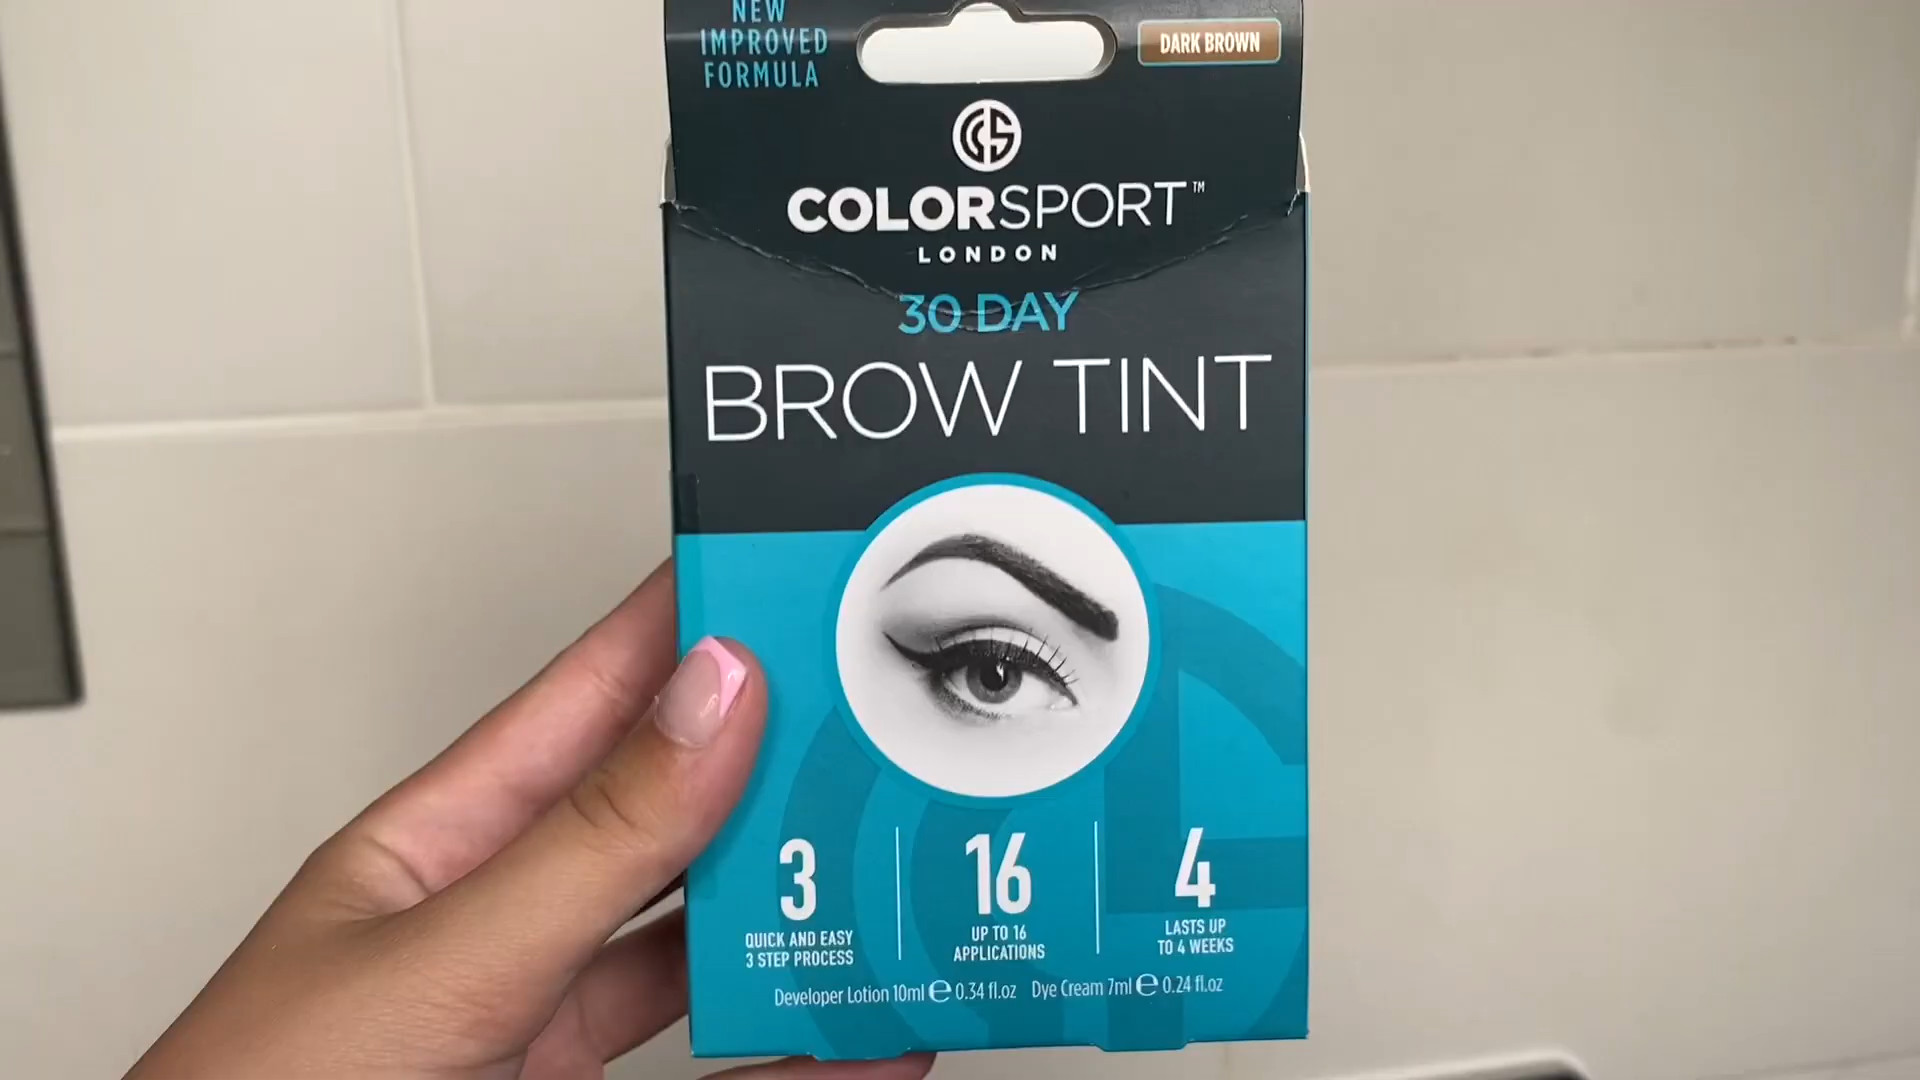 NEW
IMPROVED
FORMULA
DARK BROWN
COLORSPORT™
LONDON
30 DAY
BROW TINT
3
QUICK AND EASY
3 STEP PROCESS
16
UP TO 16
APPLICATIONS
4
LASTS UP
TO 4 WEEKS
Developer Lotion 10ml ℮ 0.34 fl.oz Dye Cream 7ml ℮ 0.24 fl.oz